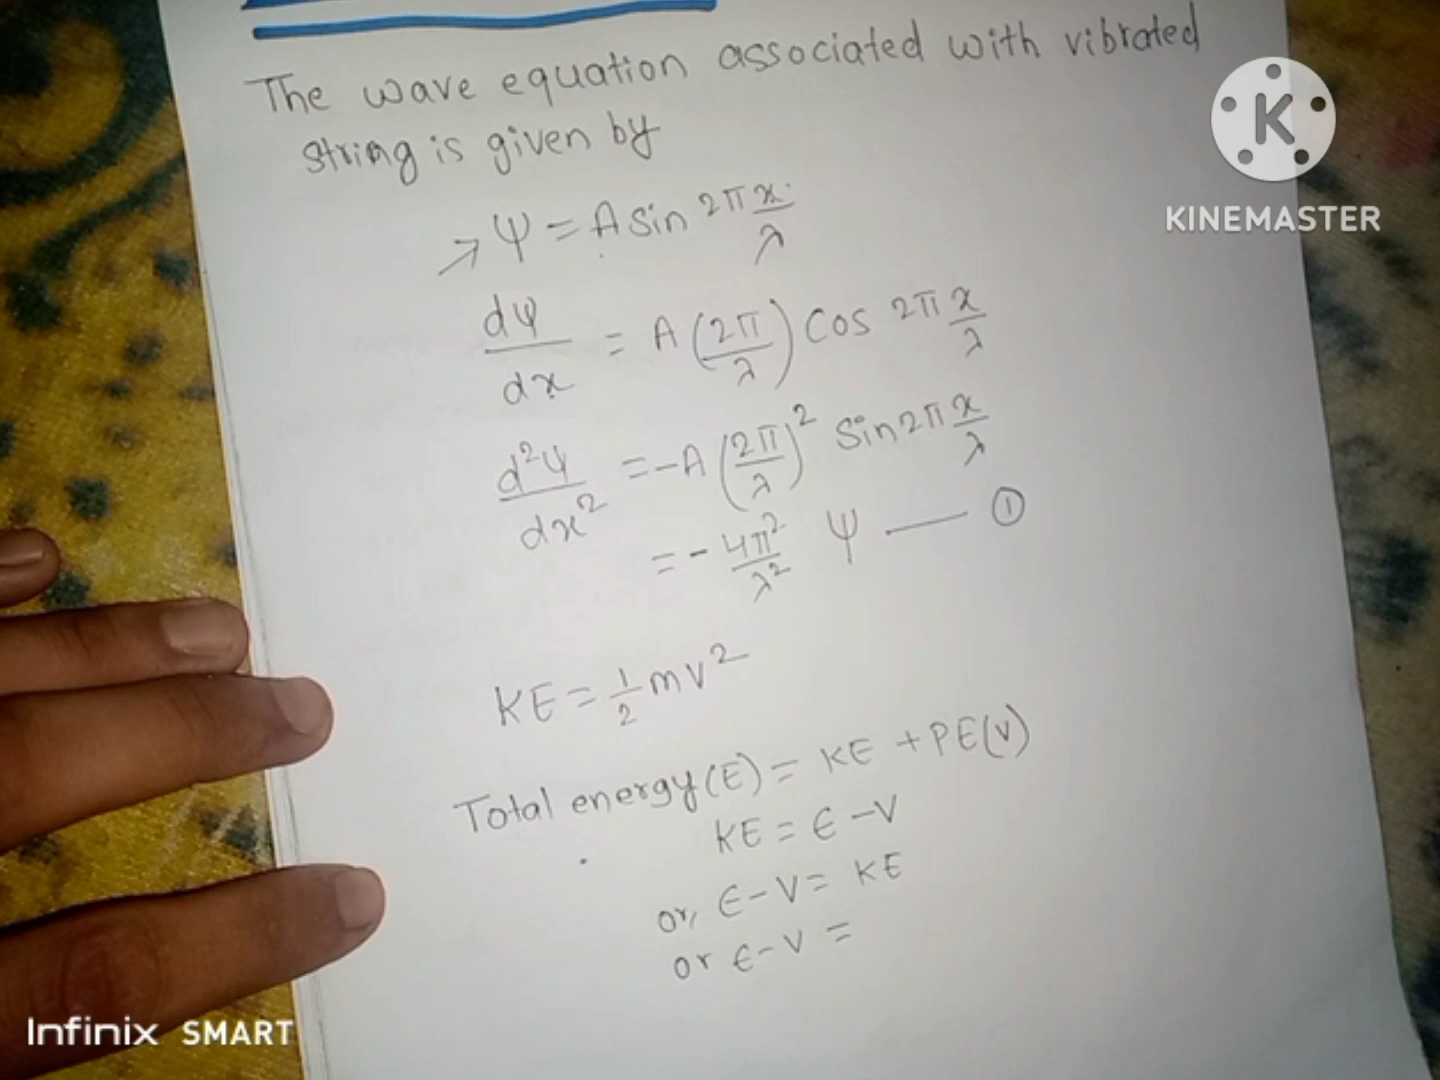 The wave equation associated with vibrated
string is given by
K
KINEMASTER
→ Ψ = A Sin 2π x/λ
dΨ/dx = A (2π/λ) Cos 2π x/λ
d²Ψ/dx² = -A (2π/λ)² Sin 2π x/λ
= - 4π²/λ² Ψ — ①
KE = 1/2 mv²
Total energy (E) = KE + PE(V)
KE = E - V
or, E - V = KE
or E - V =
Infinix SMART